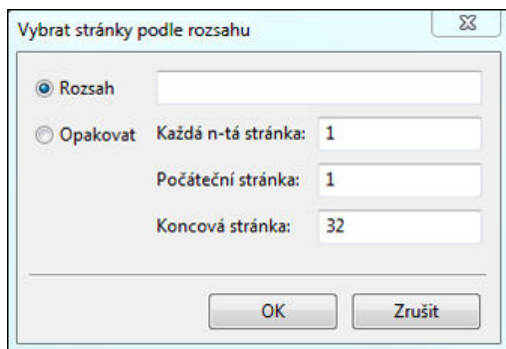 Vybrat stránky podle rozsahu
Rozsah
Opakovat Každá n-tá stránka: 1
Počáteční stránka: 1
Koncová stránka: 32
OK Zrušit